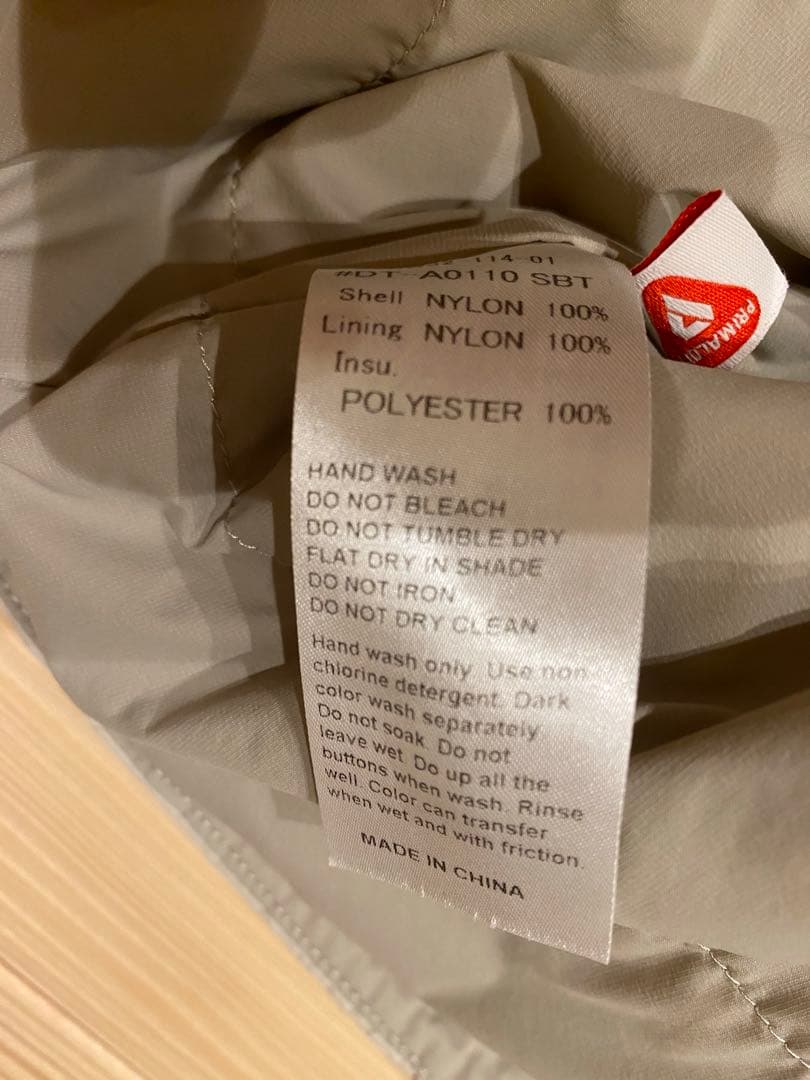 114-01
#DT-A0110 SBT
Shell NYLON 100%
Lining NYLON 100%
Insu.
POLYESTER 100%
HAND WASH
DO NOT BLEACH
DO NOT TUMBLE DRY
FLAT DRY IN SHADE
DO NOT IRON
DO NOT DRY CLEAN
Hand wash only. Use non
chlorine detergent. Dark
color wash separately
Do not soak. Do not
leave wet. Do up all the
buttons when wash. Rinse
well. Color can transfer
when wet and with friction.
MADE IN CHINA
PRIMALO